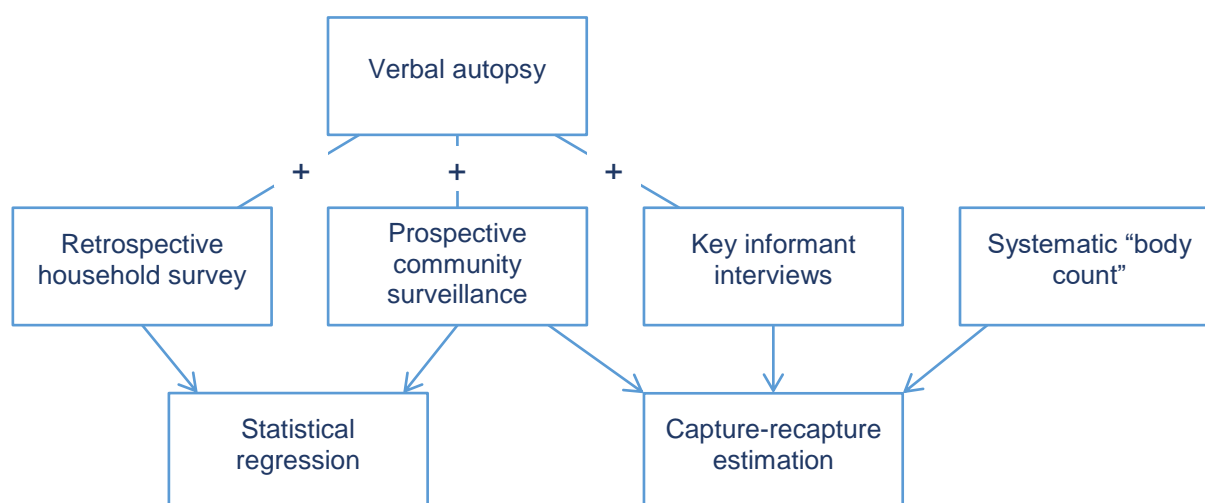 Verbal autopsy
+ + +
Retrospective
household survey
Prospective
community
surveillance
Key informant
interviews
Systematic “body
count”
Statistical
regression
Capture-recapture
estimation